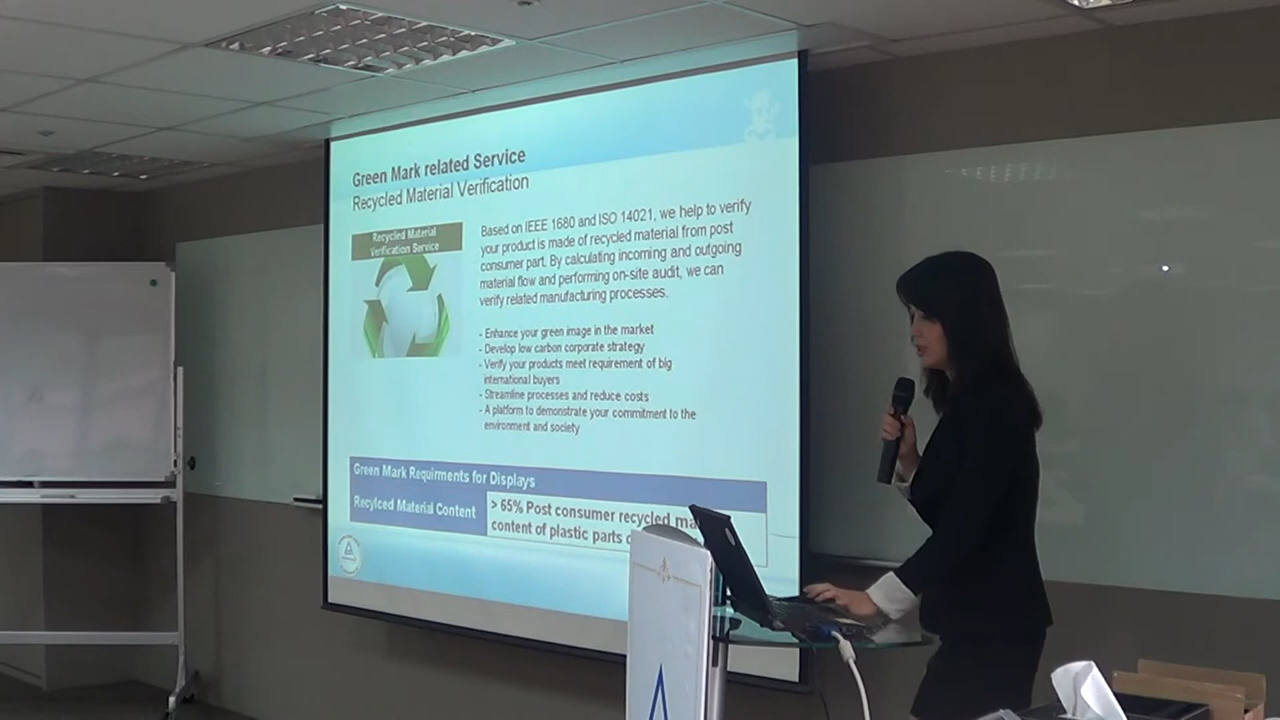 Green Mark related Service
Recycled Material Verification
Recycled Material
Verification Service
Based on IEEE 1680 and ISO 14021, we help to verify
your product is made of recycled material from post
consumer part. By calculating incoming and outgoing
material flow and performing on-site audit, we can
verify related manufacturing processes.
- Enhance your green image in the market
- Develop low carbon corporate strategy
- Verify your products meet requirement of big
international buyers
- Streamline processes and reduce costs
- A platform to demonstrate your commitment to the
environment and society
Green Mark Requirments for Displays
Recylced Material Content
> 65% Post consumer recycled ma
content of plastic parts